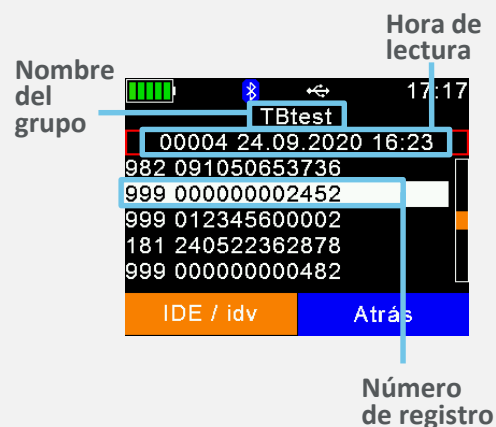 Hora de
lectura
Nombre
del
grupo
17:17
TBtest
00004 24.09.2020 16:23
982 091050653736
999 000000002452
999 012345600002
181 240522362878
999 000000000482
IDE / idv
Atrás
Número
de registro